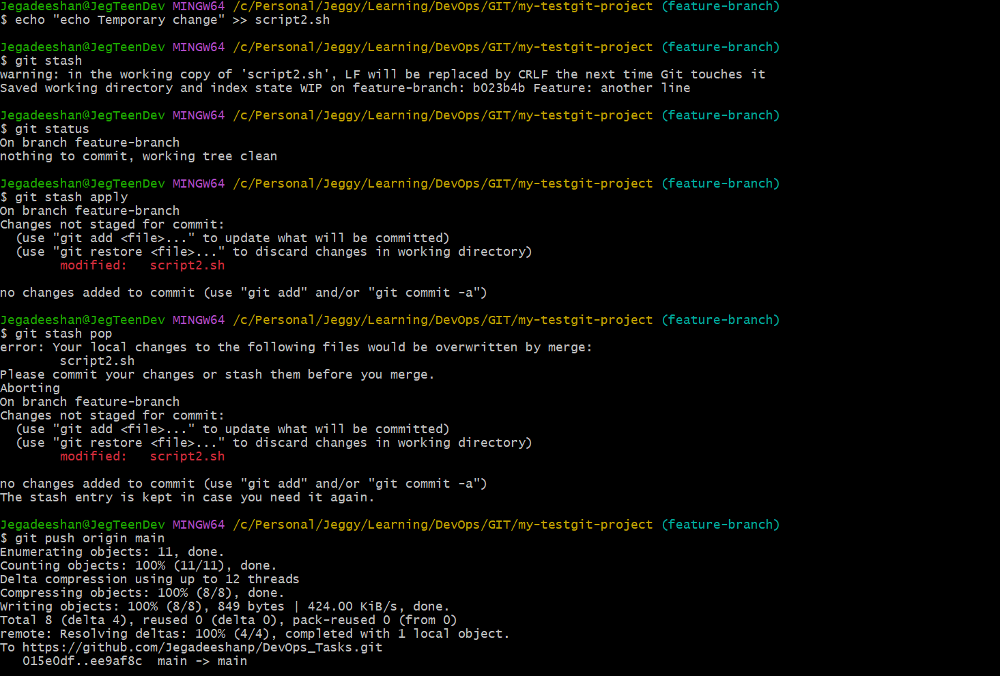 Jegadeeshan@JegTeenDev MINGW64 /c/Personal/Jeggy/Learning/DevOps/GIT/my-testgit-project (feature-branch)
$ echo "echo Temporary change" >> script2.sh
Jegadeeshan@JegTeenDev MINGW64 /c/Personal/Jeggy/Learning/DevOps/GIT/my-testgit-project (feature-branch)
$ git stash
warning: in the working copy of 'script2.sh', LF will be replaced by CRLF the next time Git touches it
Saved working directory and index state WIP on feature-branch: b023b4b Feature: another line
Jegadeeshan@JegTeenDev MINGW64 /c/Personal/Jeggy/Learning/DevOps/GIT/my-testgit-project (feature-branch)
$ git status
On branch feature-branch
nothing to commit, working tree clean
Jegadeeshan@JegTeenDev MINGW64 /c/Personal/Jeggy/Learning/DevOps/GIT/my-testgit-project (feature-branch)
$ git stash apply
On branch feature-branch
Changes not staged for commit:
  (use "git add <file>..." to update what will be committed)
  (use "git restore <file>..." to discard changes in working directory)
        modified:   script2.sh
no changes added to commit (use "git add" and/or "git commit -a")
Jegadeeshan@JegTeenDev MINGW64 /c/Personal/Jeggy/Learning/DevOps/GIT/my-testgit-project (feature-branch)
$ git stash pop
error: Your local changes to the following files would be overwritten by merge:
        script2.sh
Please commit your changes or stash them before you merge.
Aborting
On branch feature-branch
Changes not staged for commit:
  (use "git add <file>..." to update what will be committed)
  (use "git restore <file>..." to discard changes in working directory)
        modified:   script2.sh
no changes added to commit (use "git add" and/or "git commit -a")
The stash entry is kept in case you need it again.
Jegadeeshan@JegTeenDev MINGW64 /c/Personal/Jeggy/Learning/DevOps/GIT/my-testgit-project (feature-branch)
$ git push origin main
Enumerating objects: 11, done.
Counting objects: 100% (11/11), done.
Delta compression using up to 12 threads
Compressing objects: 100% (8/8), done.
Writing objects: 100% (8/8), 849 bytes | 424.00 KiB/s, done.
Total 8 (delta 4), reused 0 (delta 0), pack-reused 0 (from 0)
remote: Resolving deltas: 100% (4/4), completed with 1 local object.
To https://github.com/Jegadeeshanp/DevOps_Tasks.git
   015e0df..ee9af8c  main -> main